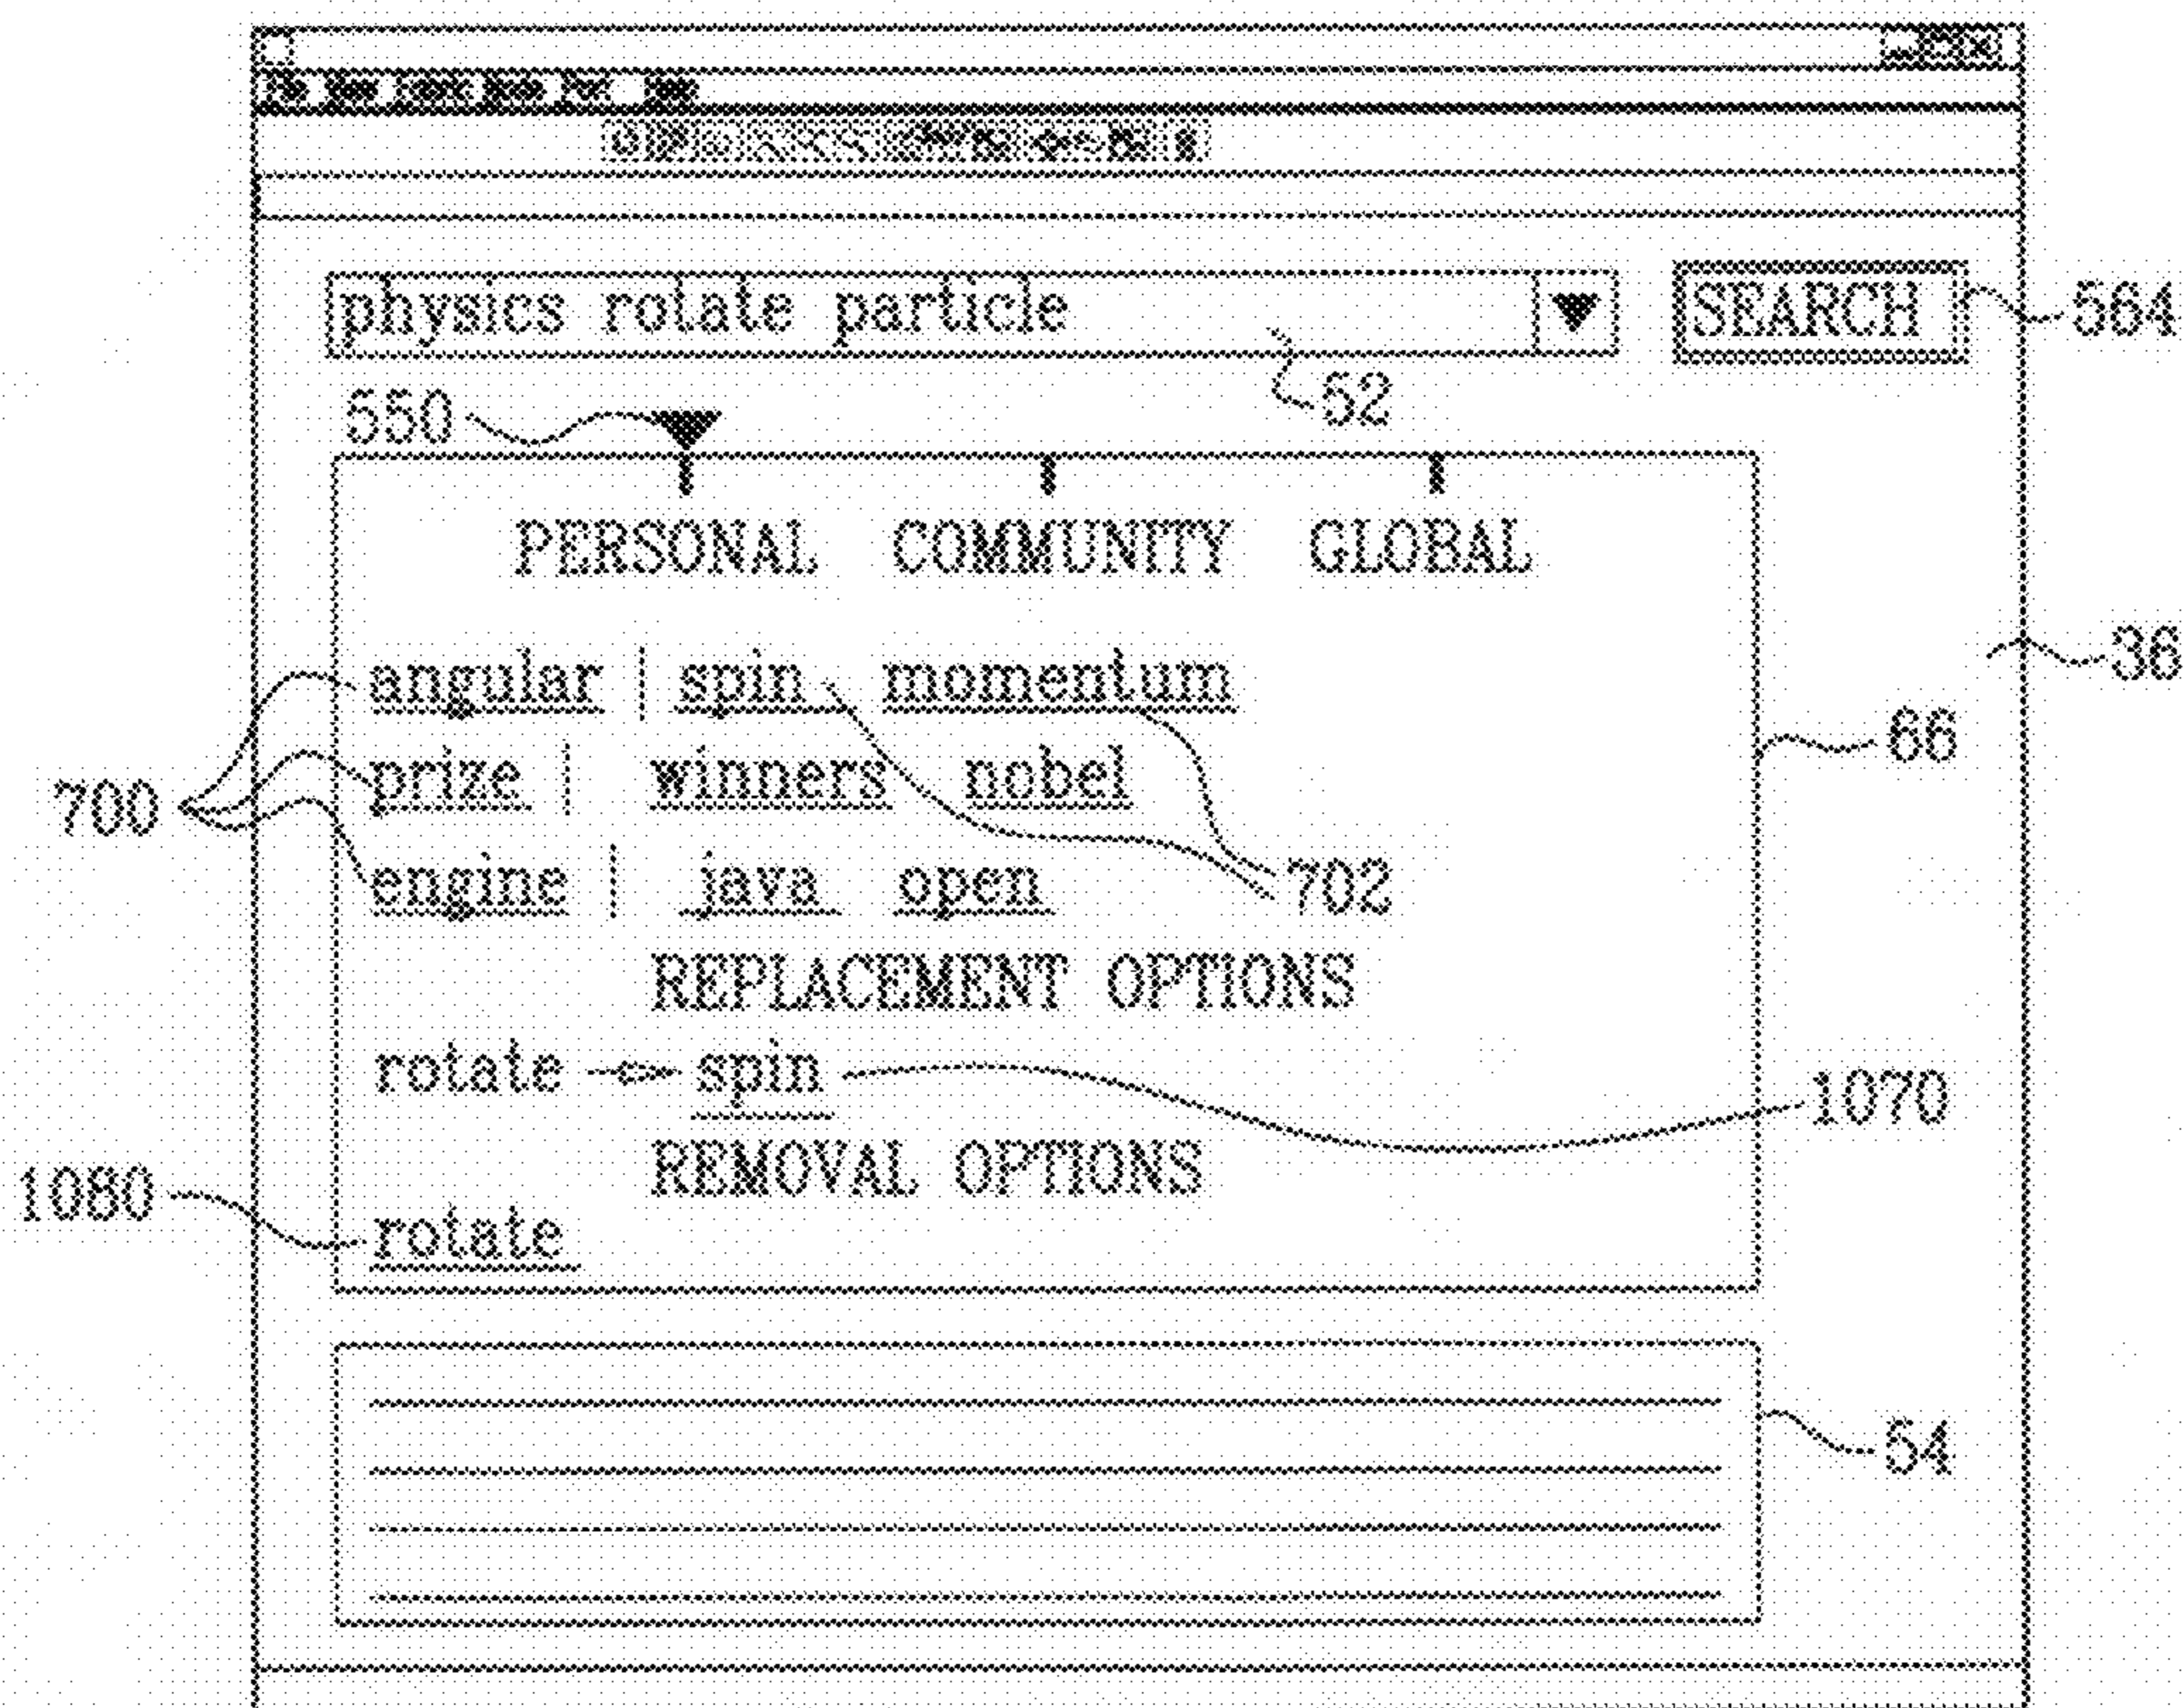 physics rotate particle SEARCH 564
550 52
PERSONAL COMMUNITY GLOBAL
36
angular | spin momentum
66
prize | winners nobel
700
engine | java open 702
REPLACEMENT OPTIONS
rotate spin
1070
REMOVAL OPTIONS
1080
rotate
54